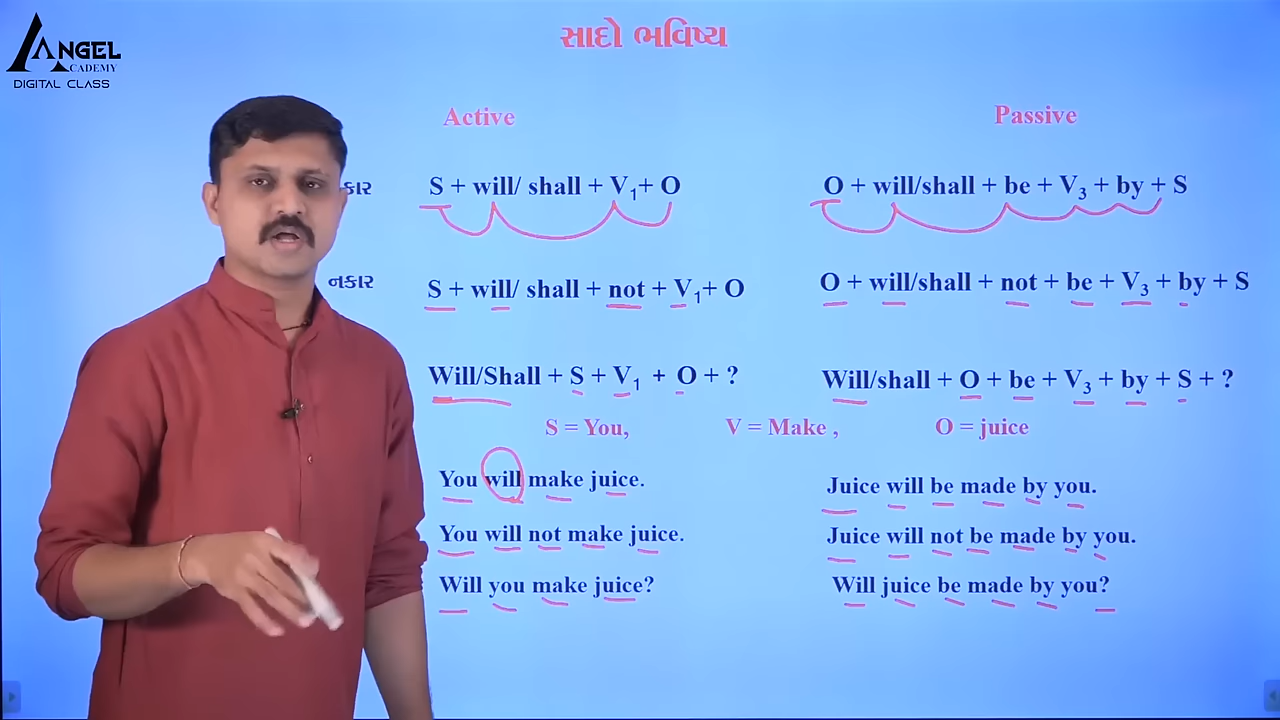 ANGEL
ACADEMY
DIGITAL CLASS
સાદો ભવિષ્ય
Active Passive
S + will/ shall + V1+ O O + will/shall + be + V3 + by + S
નકાર S + will/ shall + not + V1+ O O + will/shall + not + be + V3 + by + S
Will/Shall + S + V1 + O + ? Will/shall + O + be + V3 + by + S + ?
S = You, V = Make , O = juice
You will make juice. Juice will be made by you.
You will not make juice. Juice will not be made by you.
Will you make juice? Will juice be made by you?